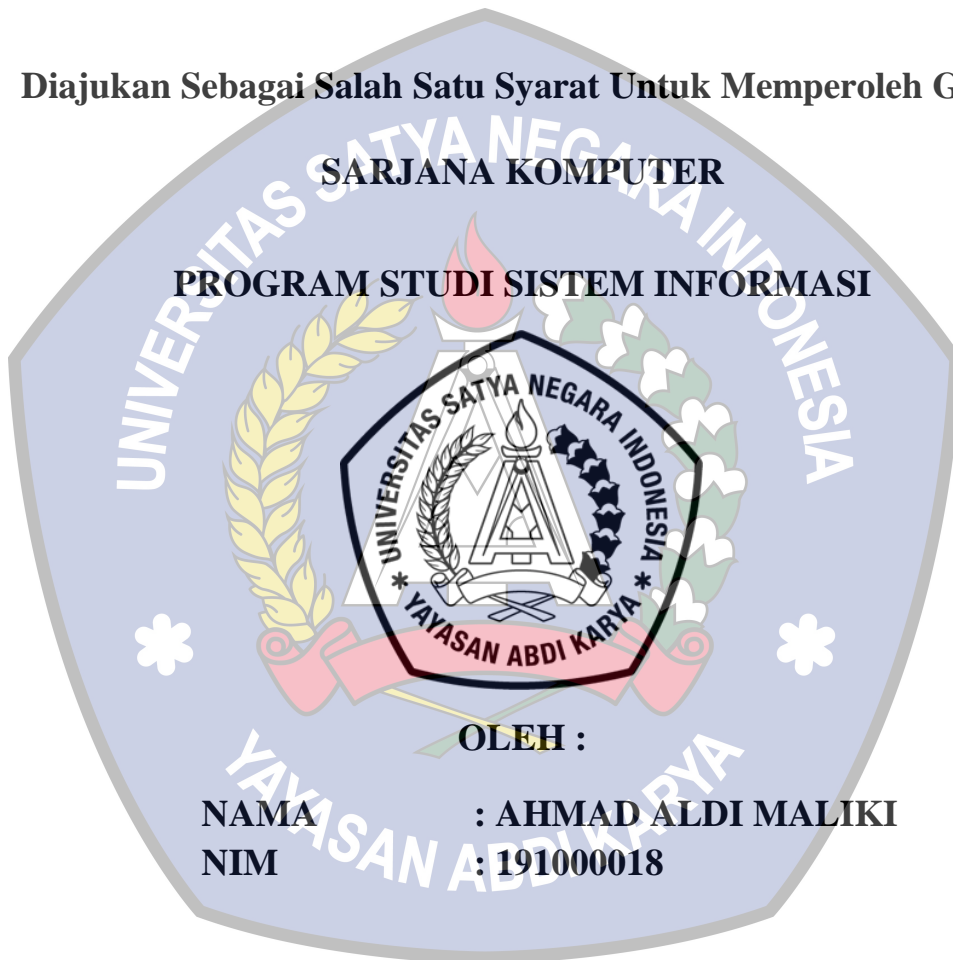 Diajukan Sebagai Salah Satu Syarat Untuk Memperoleh G
SARJANA KOMPUTER
PROGRAM STUDI SISTEM INFORMASI
UNIVERSITAS SATYA NEGARA INDONESIA
YAYASAN ABDI KARYA
UNIVERSITAS SATYA NEGARA INDONESIA
YAYASAN ABDI KARYA
OLEH :
NAMA : AHMAD ALDI MALIKI
NIM : 191000018